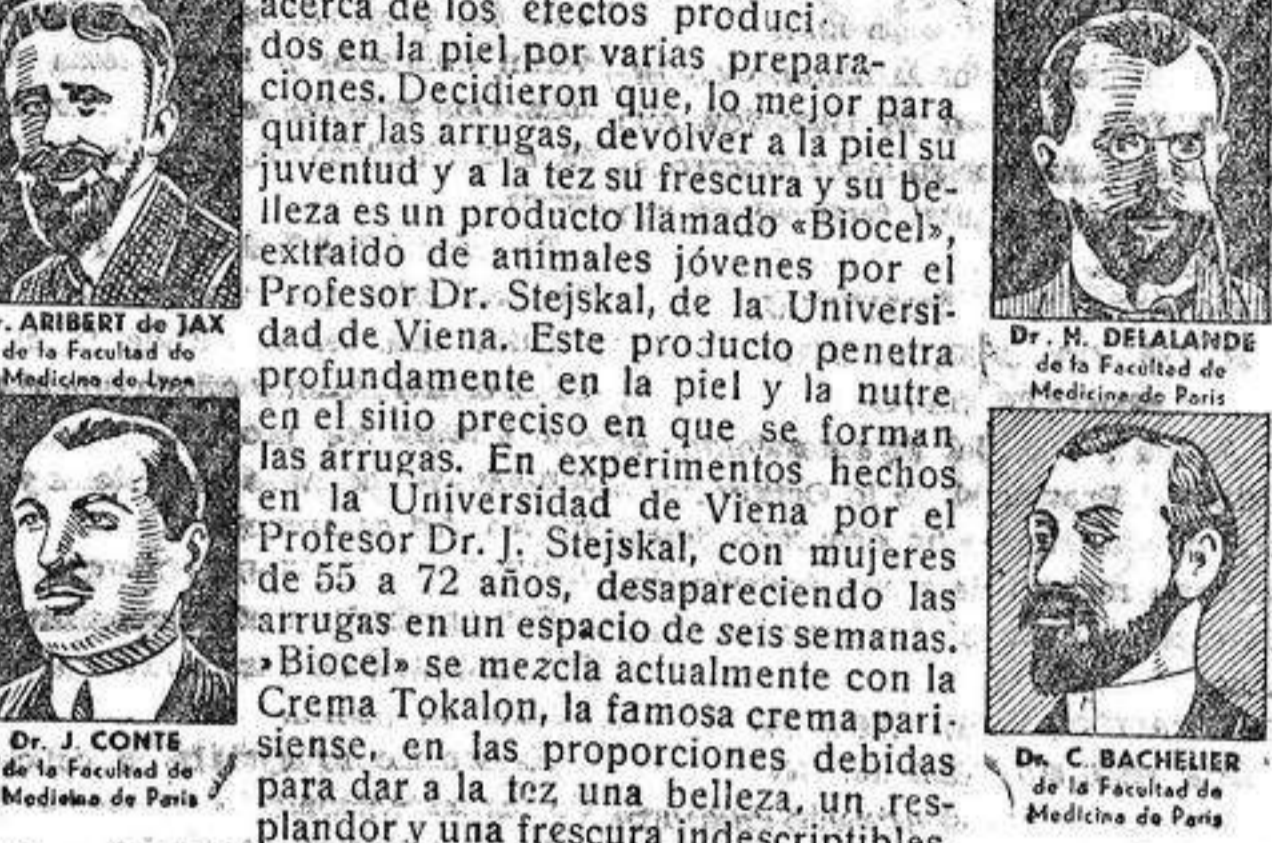 acerca de los efectos produci-
dos en la piel por varias prepara-
ciones. Decidieron que, lo mejor para
quitar las arrugas, devolver a la piel su
juventud y a la tez su frescura y su be-
lleza es un producto llamado «Biocel»,
extraido de animales jóvenes por el
Profesor Dr. Stejskal, de la Universi-
dad de Viena. Este producto penetra
profundamente en la piel y la nutre
en el sitio preciso en que se forman
las arrugas. En experimentos hechos
en la Universidad de Viena por el
Profesor Dr. J. Stejskal, con mujeres
de 55 a 72 años, desapareciendo las
arrugas en un espacio de seis semanas.
»Biocel» se mezcla actualmente con la
Crema Tokalon, la famosa crema pari-
siense, en las proporciones debidas
para dar a la tez una belleza, un res-
plandor y una frescura indescriptibles
r. ARIBERT de JAX
de la Facultad de
Medicina de Lyon
Dr. J. CONTE
de la Facultad de
Medicina de Paris
Dr. H. DELALANDE
de la Facultad de
Medicina de Paris
Dr. C. BACHELIER
de la Facultad de
Medicina de Paris